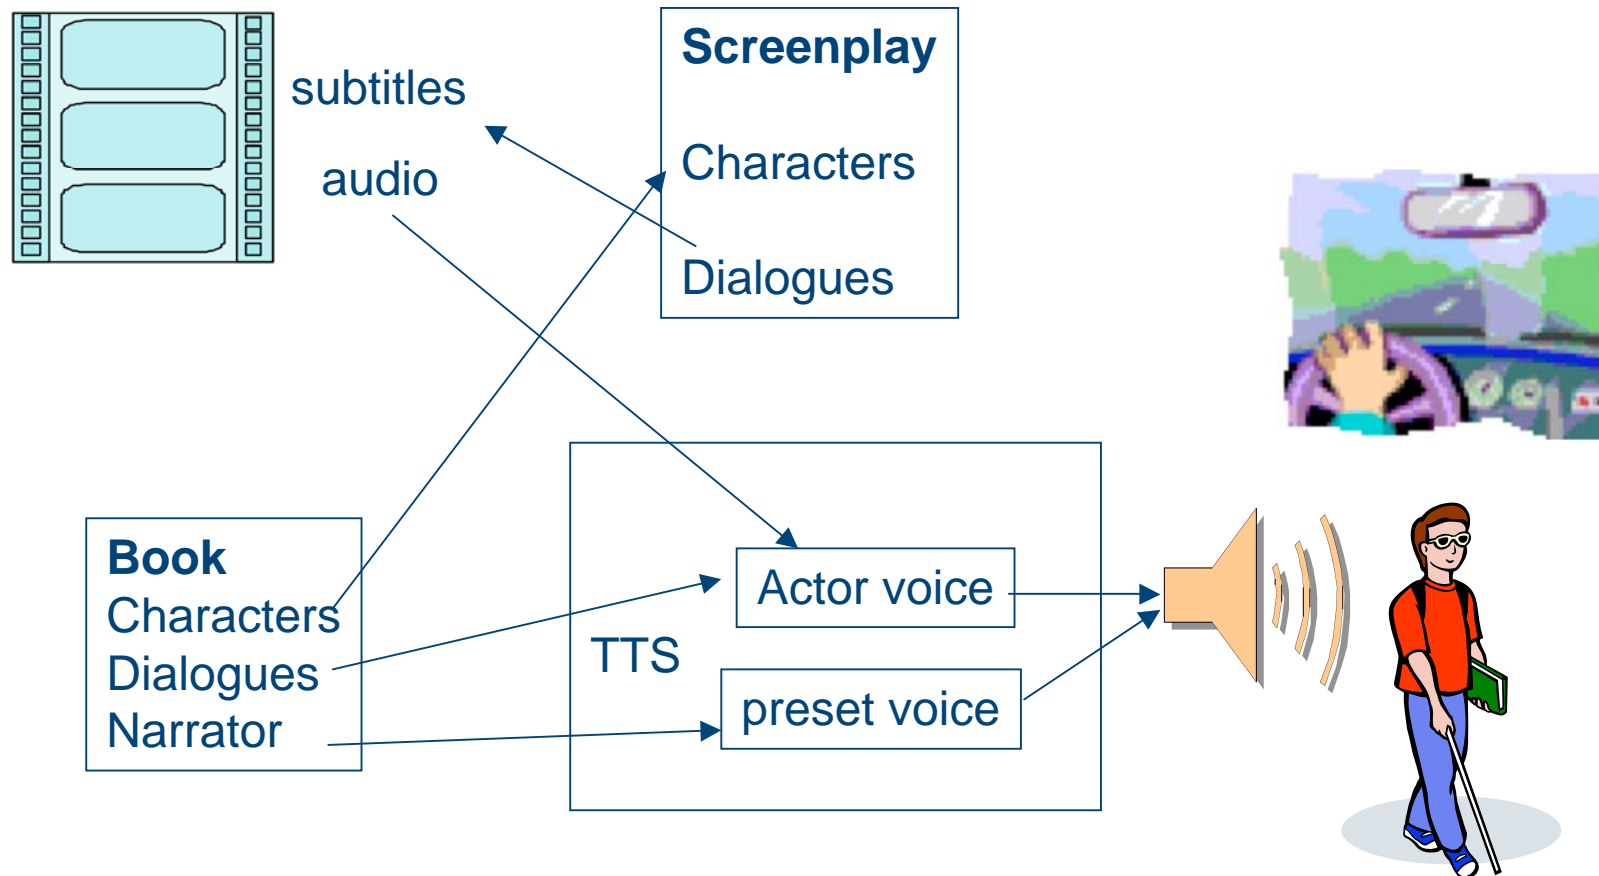 subtitles
audio
Screenplay
Characters
Dialogues
Book
Characters
Dialogues
Narrator
TTS
Actor voice
preset voice